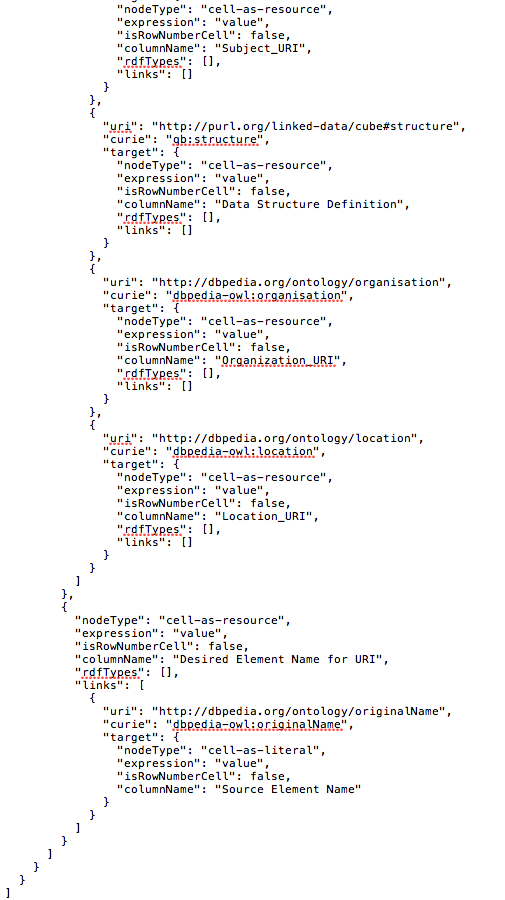 "nodeType": "cell-as-resource",
"expression": "value",
"isRowNumberCell": false,
"columnName": "Subject_URI",
"rdfTypes": [],
"links": []
}
},
{
"uri": "http://purl.org/linked-data/cube#structure",
"curie": "qb:structure",
"target": {
"nodeType": "cell-as-resource",
"expression": "value",
"isRowNumberCell": false,
"columnName": "Data Structure Definition",
"rdfTypes": [],
"links": []
}
},
{
"uri": "http://dbpedia.org/ontology/organisation",
"curie": "dbpedia-owl:organisation",
"target": {
"nodeType": "cell-as-resource",
"expression": "value",
"isRowNumberCell": false,
"columnName": "Organization_URI",
"rdfTypes": [],
"links": []
}
},
{
"uri": "http://dbpedia.org/ontology/location",
"curie": "dbpedia-owl:location",
"target": {
"nodeType": "cell-as-resource",
"expression": "value",
"isRowNumberCell": false,
"columnName": "Location_URI",
"rdfTypes": [],
"links": []
}
}
]
},
{
"nodeType": "cell-as-resource",
"expression": "value",
"isRowNumberCell": false,
"columnName": "Desired Element Name for URI",
"rdfTypes": [],
"links": [
{
"uri": "http://dbpedia.org/ontology/originalName",
"curie": "dbpedia-owl:originalName",
"target": {
"nodeType": "cell-as-literal",
"expression": "value",
"isRowNumberCell": false,
"columnName": "Source Element Name"
}
}
]
}
]
}
}
]